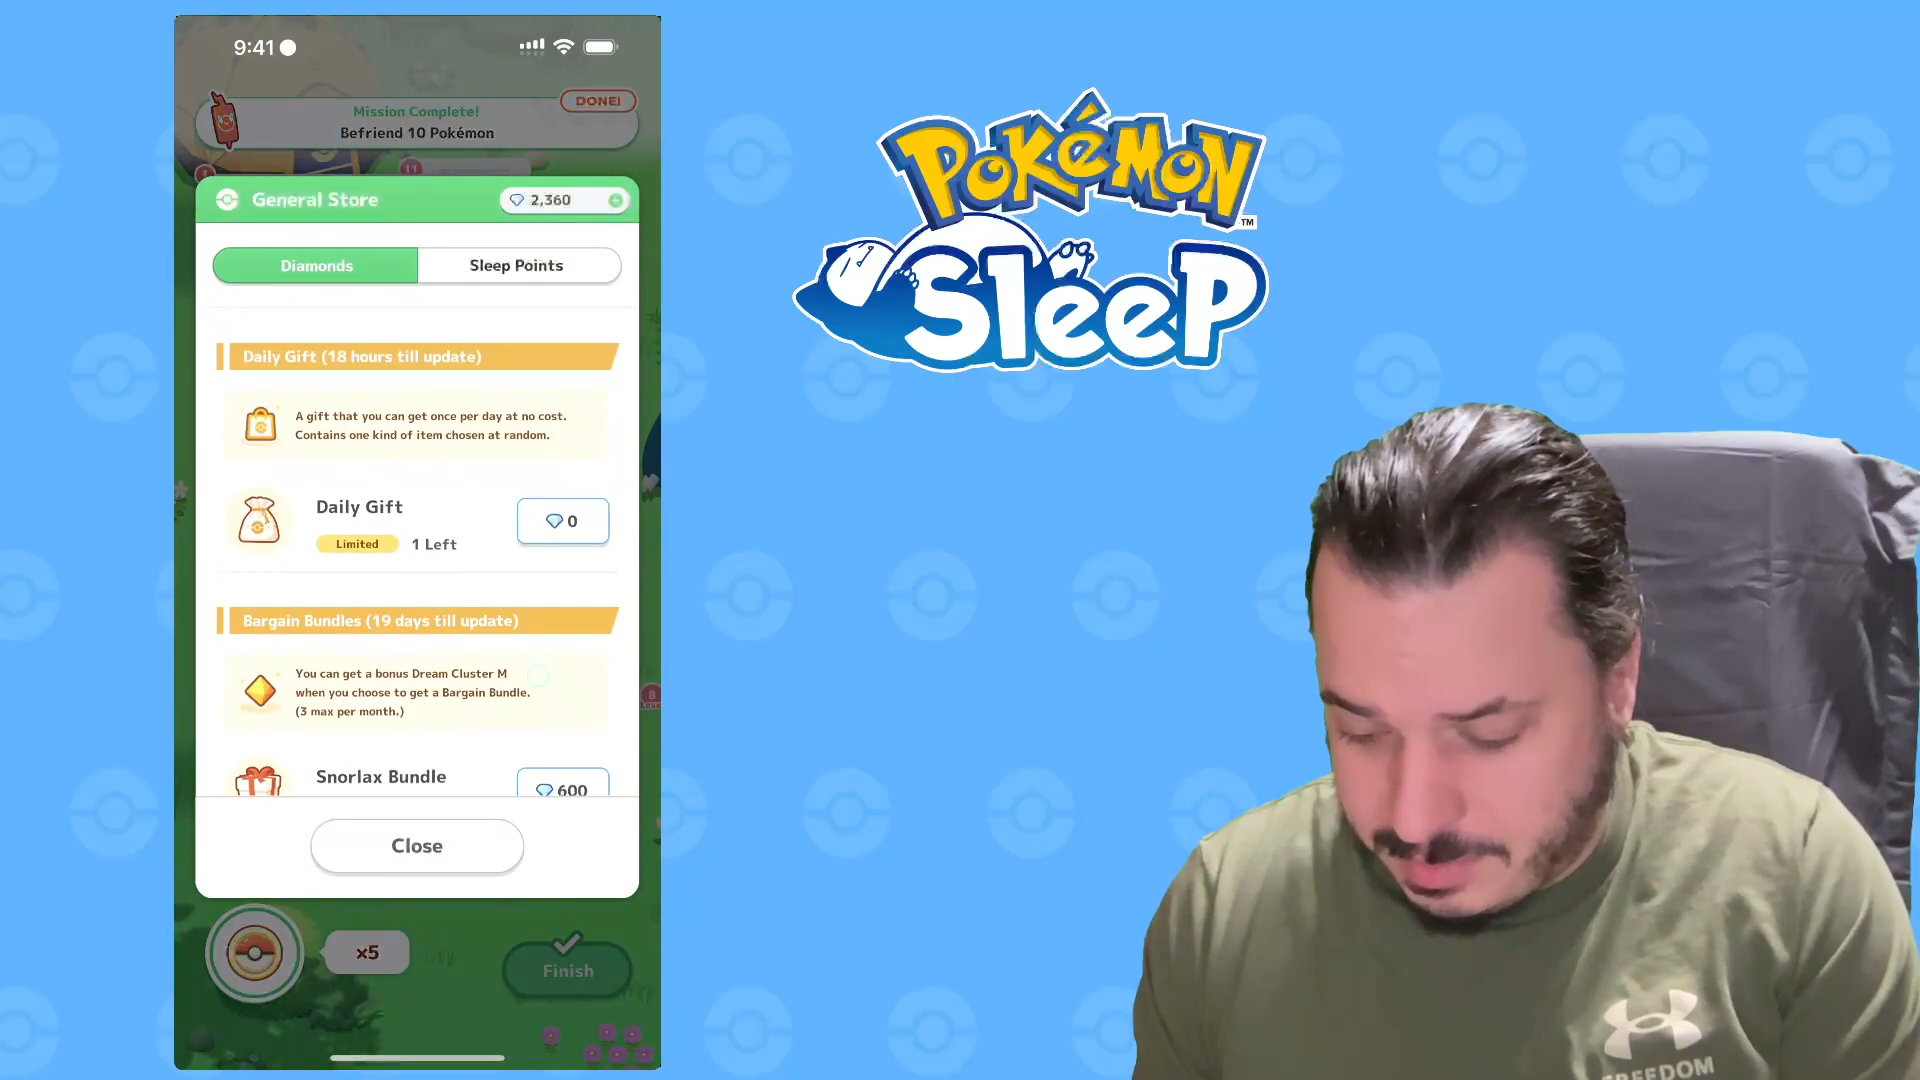 9:41
DONE!
Mission Complete!
Befriend 10 Pokémon
11
General Store
2,360
Diamonds
Sleep Points
Daily Gift (18 hours till update)
A gift that you can get once per day at no cost.
Contains one kind of item chosen at random.
Daily Gift
0
Limited
1 Left
Bargain Bundles (19 days till update)
You can get a bonus Dream Cluster M
when you choose to get a Bargain Bundle.
(3 max per month.)
8
Snorlax Bundle
600
Close
x5
Finish
POKéMON
TM
Sleep
FREEDOM